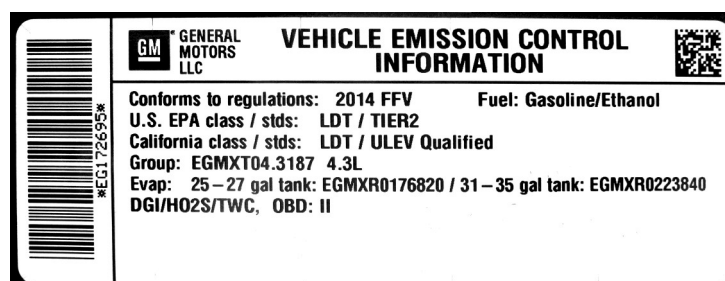 GM GENERAL
MOTORS
LLC
VEHICLE EMISSION CONTROL
INFORMATION
Conforms to regulations: 2014 FFV Fuel: Gasoline/Ethanol
U.S. EPA class / stds: LDT / TIER2
California class / stds: LDT / ULEV Qualified
Group: EGMXT04.3187 4.3L
Evap: 25–27 gal tank: EGMXR0176820 / 31–35 gal tank: EGMXR0223840
DGI/HO2S/TWC, OBD: II
*EG172695*